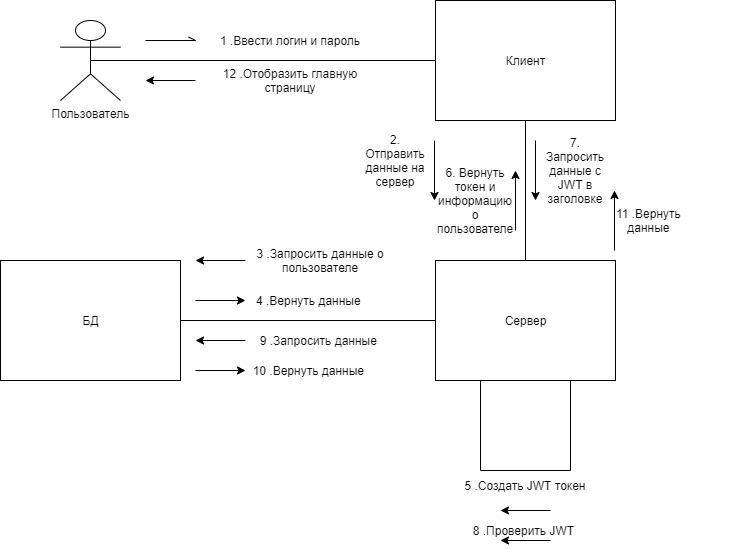 1 .Ввести логин и пароль
12 .Отобразить главную
страницу
Пользователь
Клиент
2.
Отправить
данные на
сервер
6. Вернуть
токен и
информацию
о
пользователе
7.
Запросить
данные с
JWT в
заголовке
11 .Вернуть
данные
3 .Запросить данные о
пользователе
4 .Вернуть данные
БД
Сервер
9 .Запросить данные
10 .Вернуть данные
5 .Создать JWT токен
8 .Проверить JWT